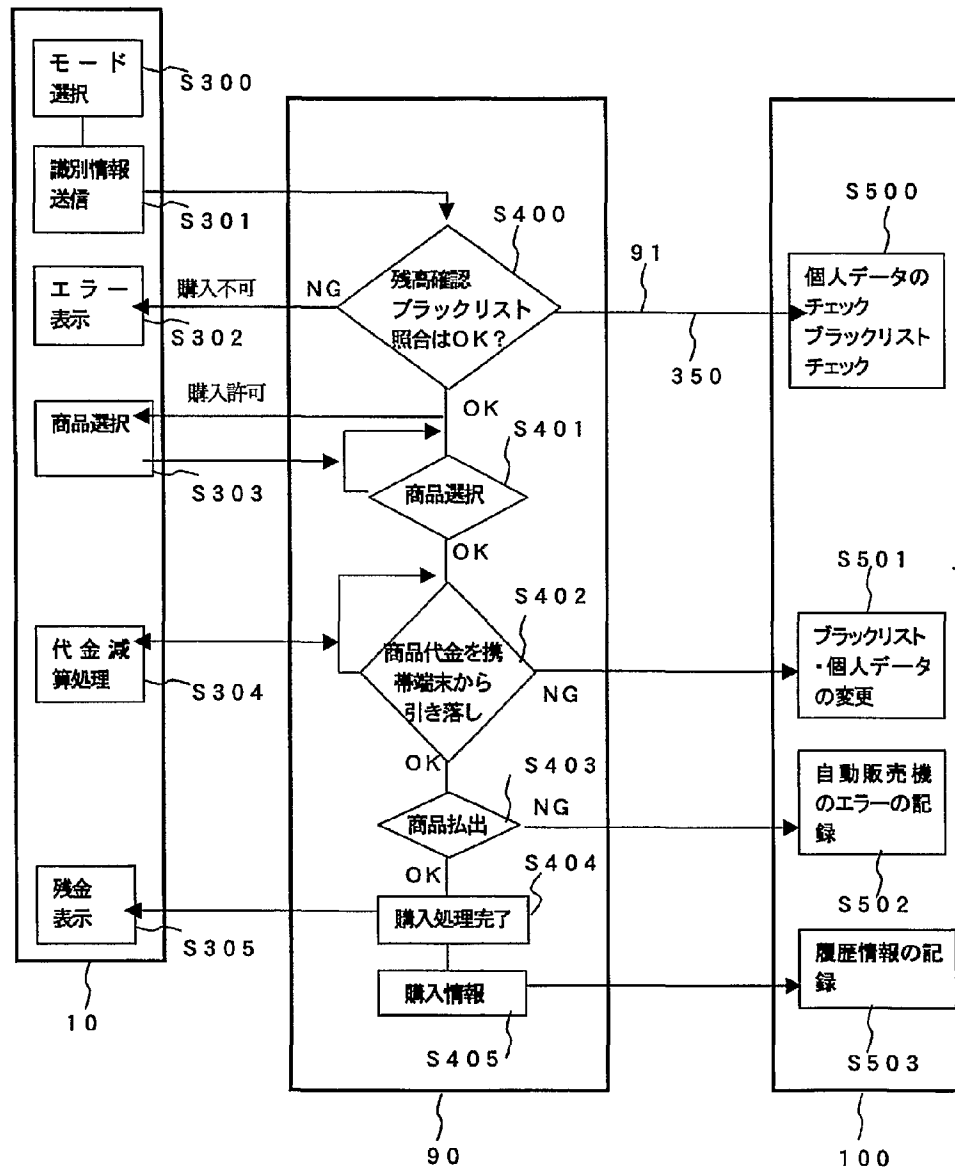 モード
選択
S300
識別情報
送信
S301
エラー
表示
S302
購入不可
NG
商品選択
S303
購入許可
代金減
算処理
S304
残金
表示
S305
10
S400
残高確認
ブラックリスト
照合はOK?
OK
S401
商品選択
OK
S402
商品代金を携
帯端末から
引き落し
NG
OK
S403
商品払出
NG
OK
S404
購入処理完了
購入情報
S405
90
91
350
S500
個人データの
チェック
ブラックリスト
チェック
S501
ブラックリスト
・個人データ
の変更
自動販売機
のエラーの記
録
S502
履歴情報の記
録
S503
100